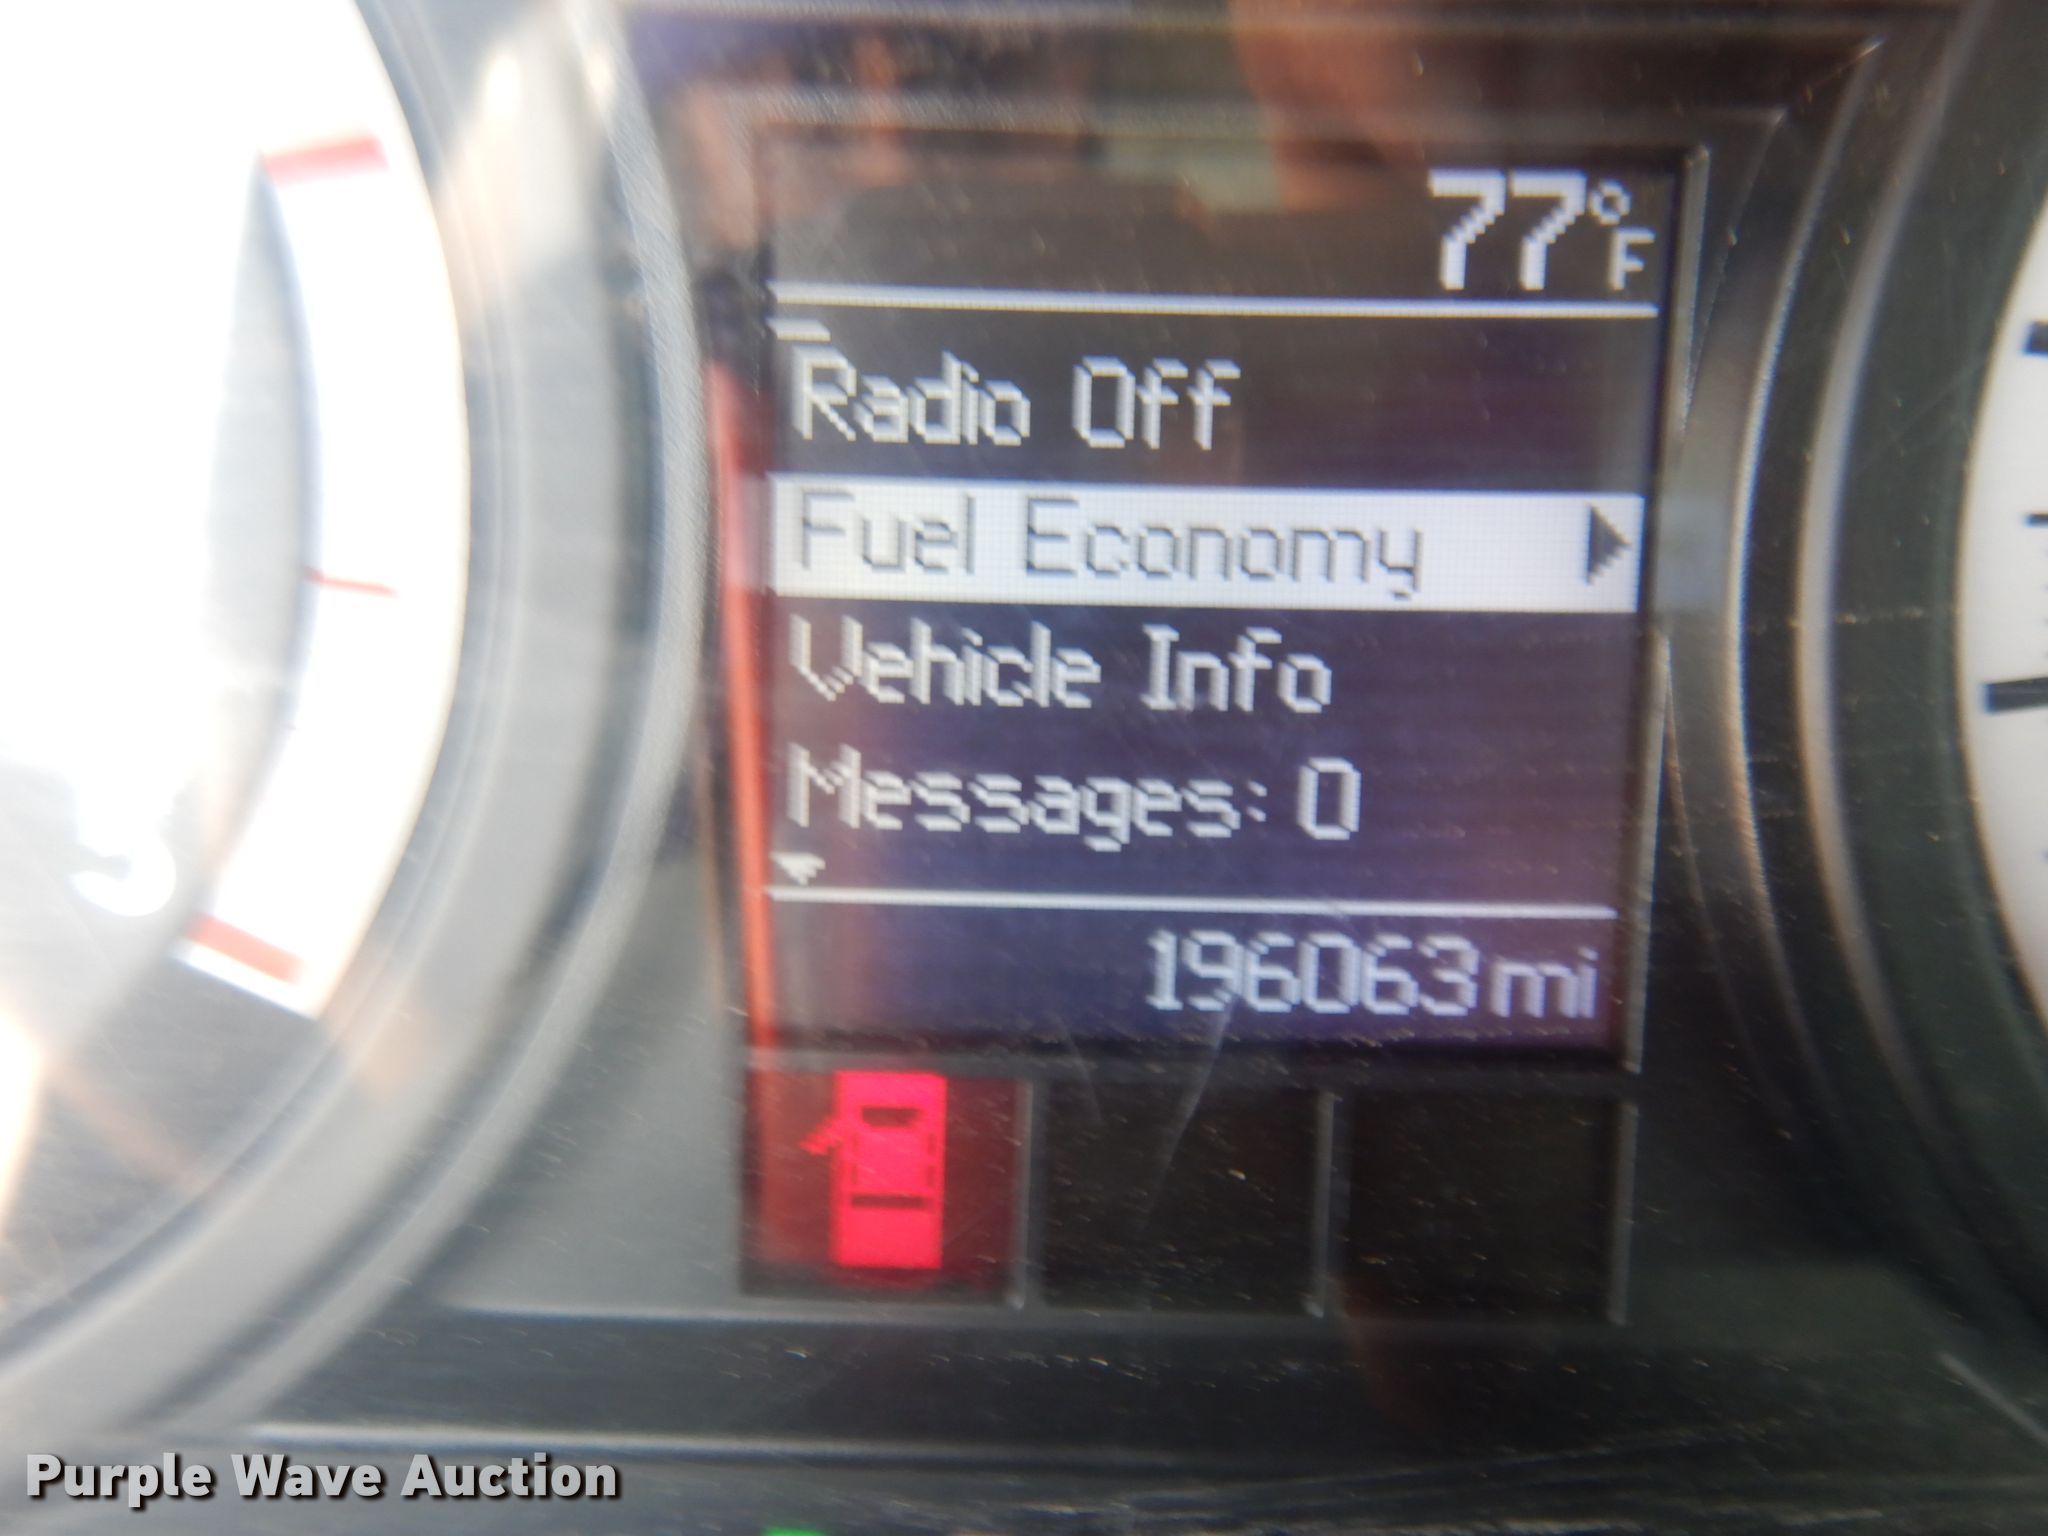 77°F
Radio Off
Fuel Economy
Vehicle Info
Messages: 0
196063 mi
Purple Wave Auction